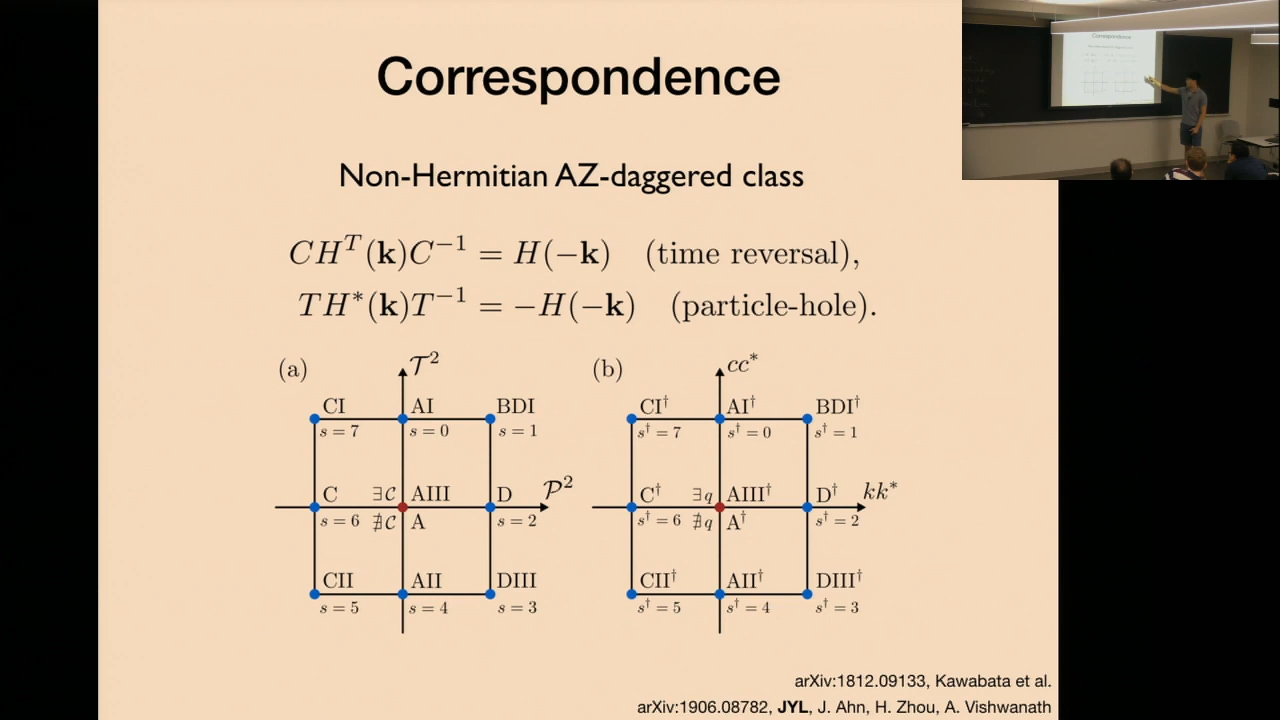 Correspondence
Non-Hermitian AZ-daggered class
CH^T(k)C^{-1} = H(−k) (time reversal),
TH^*(k)T^{-1} = −H(−k) (particle-hole).
(a) 𝒯² (b) cc*
CI AI BDI CI† AI† BDI†
s = 7 s = 0 s = 1 s† = 7 s† = 0 s† = 1
C ∃𝒞 AIII D 𝒫² C† ∃q AIII† D† kk*
s = 6 ∄𝒞 A s = 2 s† = 6 ∄q A† s† = 2
CII AII DIII CII† AII† DIII†
s = 5 s = 4 s = 3 s† = 5 s† = 4 s† = 3
arXiv:1812.09133, Kawabata et al.
arXiv:1906.08782, JYL, J. Ahn, H. Zhou, A. Vishwanath
Correspondence